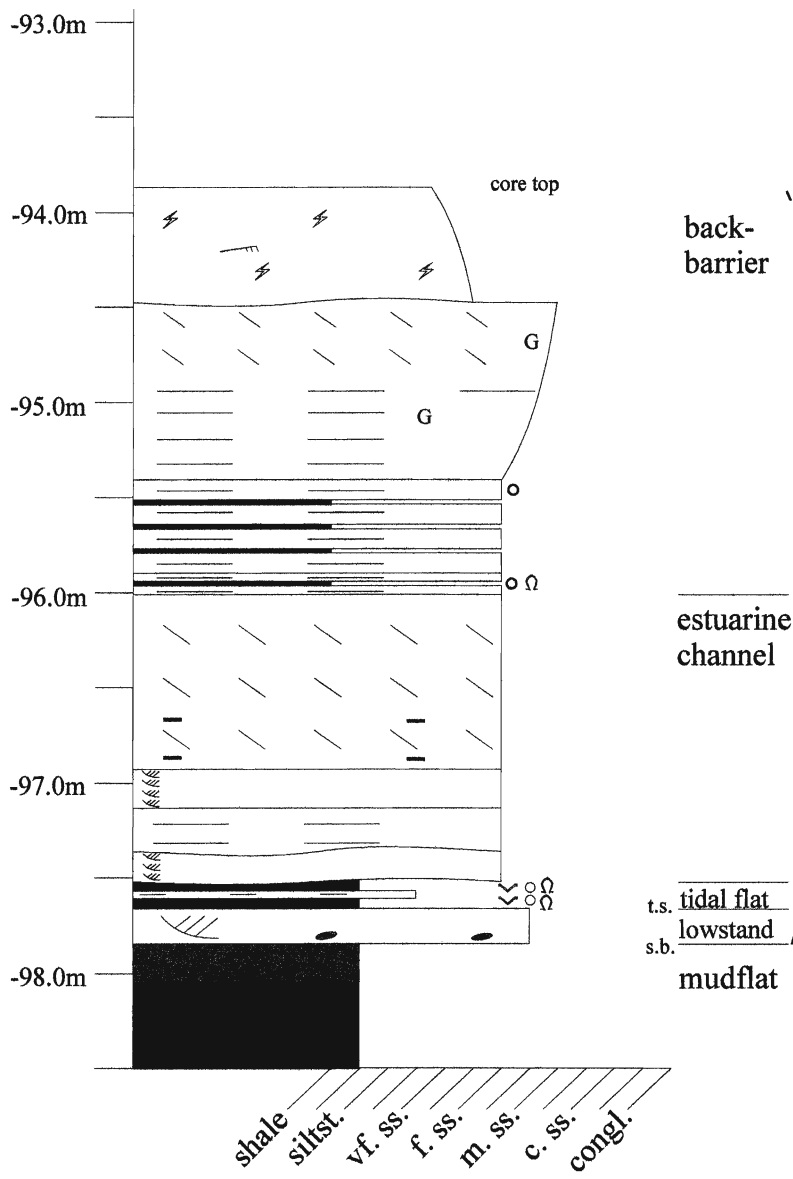 -93.0m
core top
-94.0m
back-
barrier
G
-95.0m
G
Ω
-96.0m
estuarine
channel
-97.0m
Ω
Ω
t.s. tidal flat
lowstand
s.b.
-98.0m
mudflat
shale
siltst.
vf. ss.
f. ss.
m. ss.
c. ss.
congl.